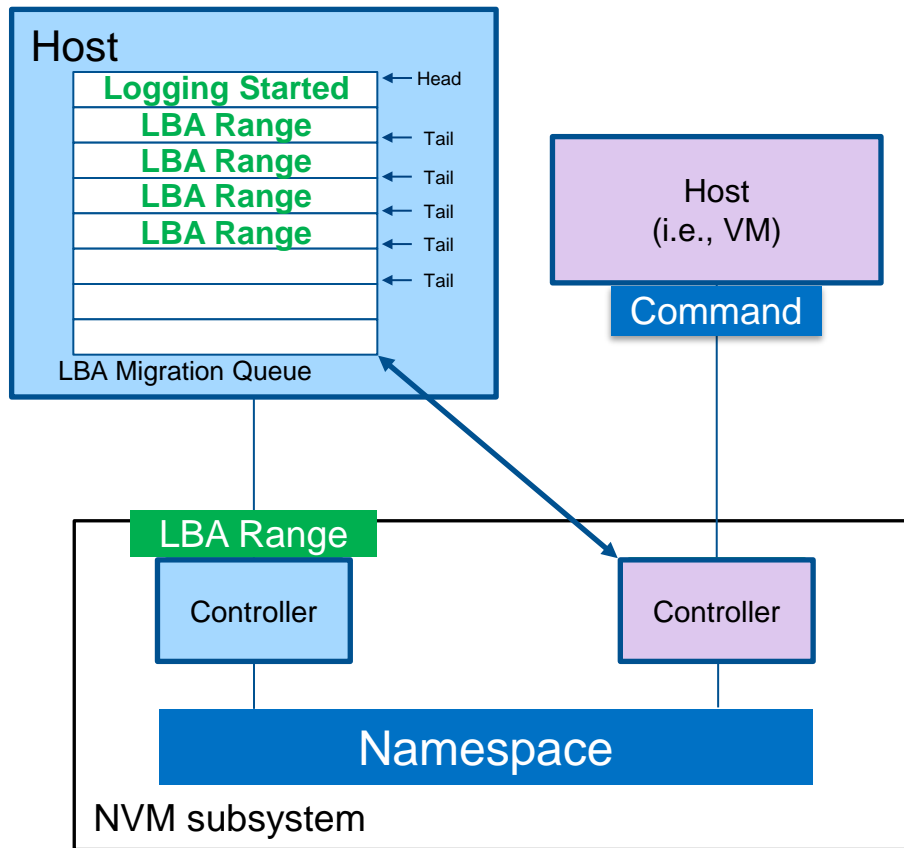 Host
Logging Started
Head
LBA Range
Tail
LBA Range
Tail
LBA Range
Tail
LBA Range
Tail
Tail
LBA Migration Queue
Host
(i.e., VM)
Command
LBA Range
Controller
Controller
Namespace
NVM subsystem